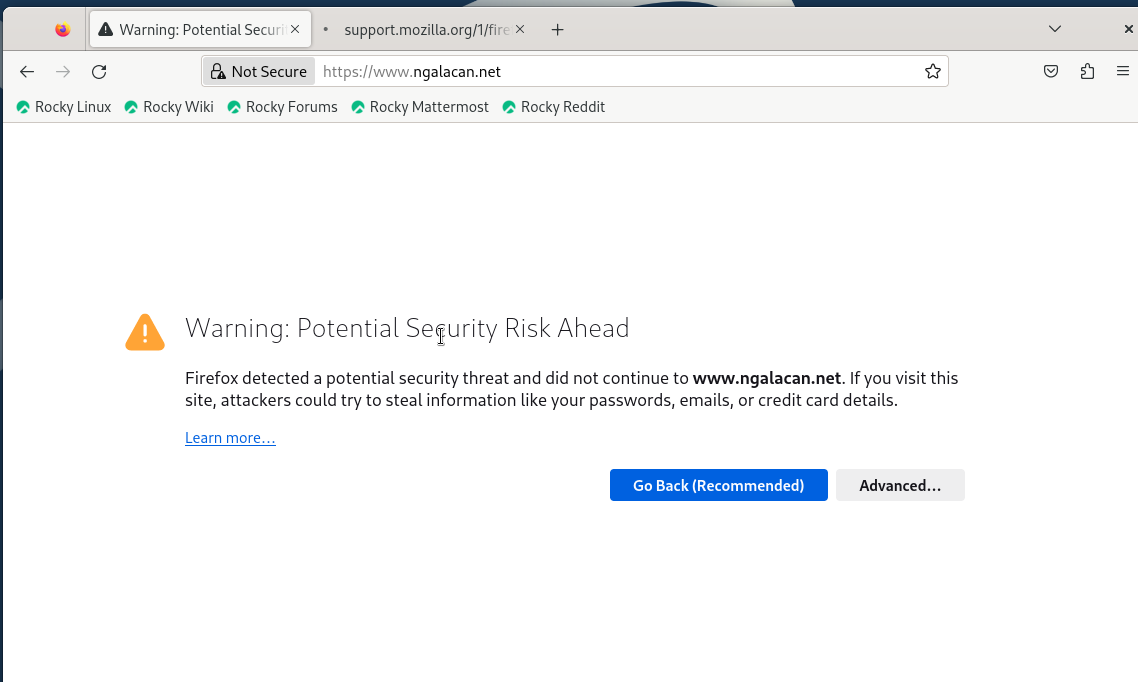 Warning: Potential Securi
support.mozilla.org/1/fire
Not Secure
https://www.ngalacan.net
Rocky Linux
Rocky Wiki
Rocky Forums
Rocky Mattermost
Rocky Reddit
Warning: Potential Security Risk Ahead
Firefox detected a potential security threat and did not continue to www.ngalacan.net. If you visit this
site, attackers could try to steal information like your passwords, emails, or credit card details.
Learn more…
Go Back (Recommended)
Advanced…